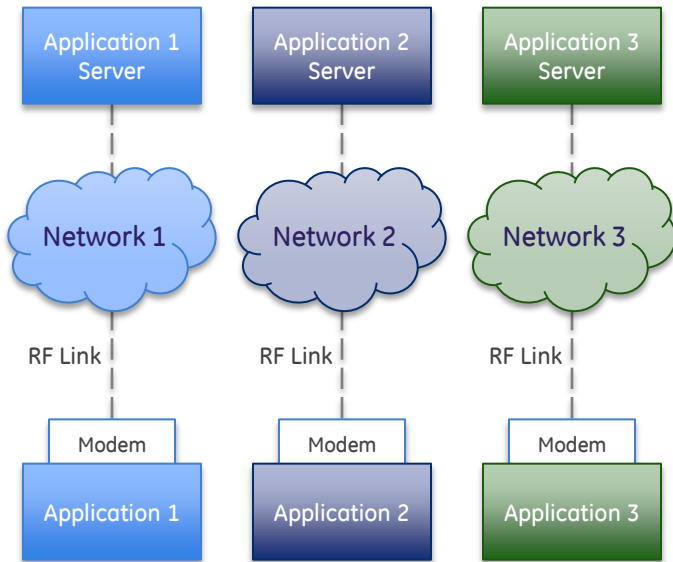 Application 1
Server
Application 2
Server
Application 3
Server
Network 1
Network 2
Network 3
RF Link
RF Link
RF Link
Modem
Modem
Modem
Application 1
Application 2
Application 3